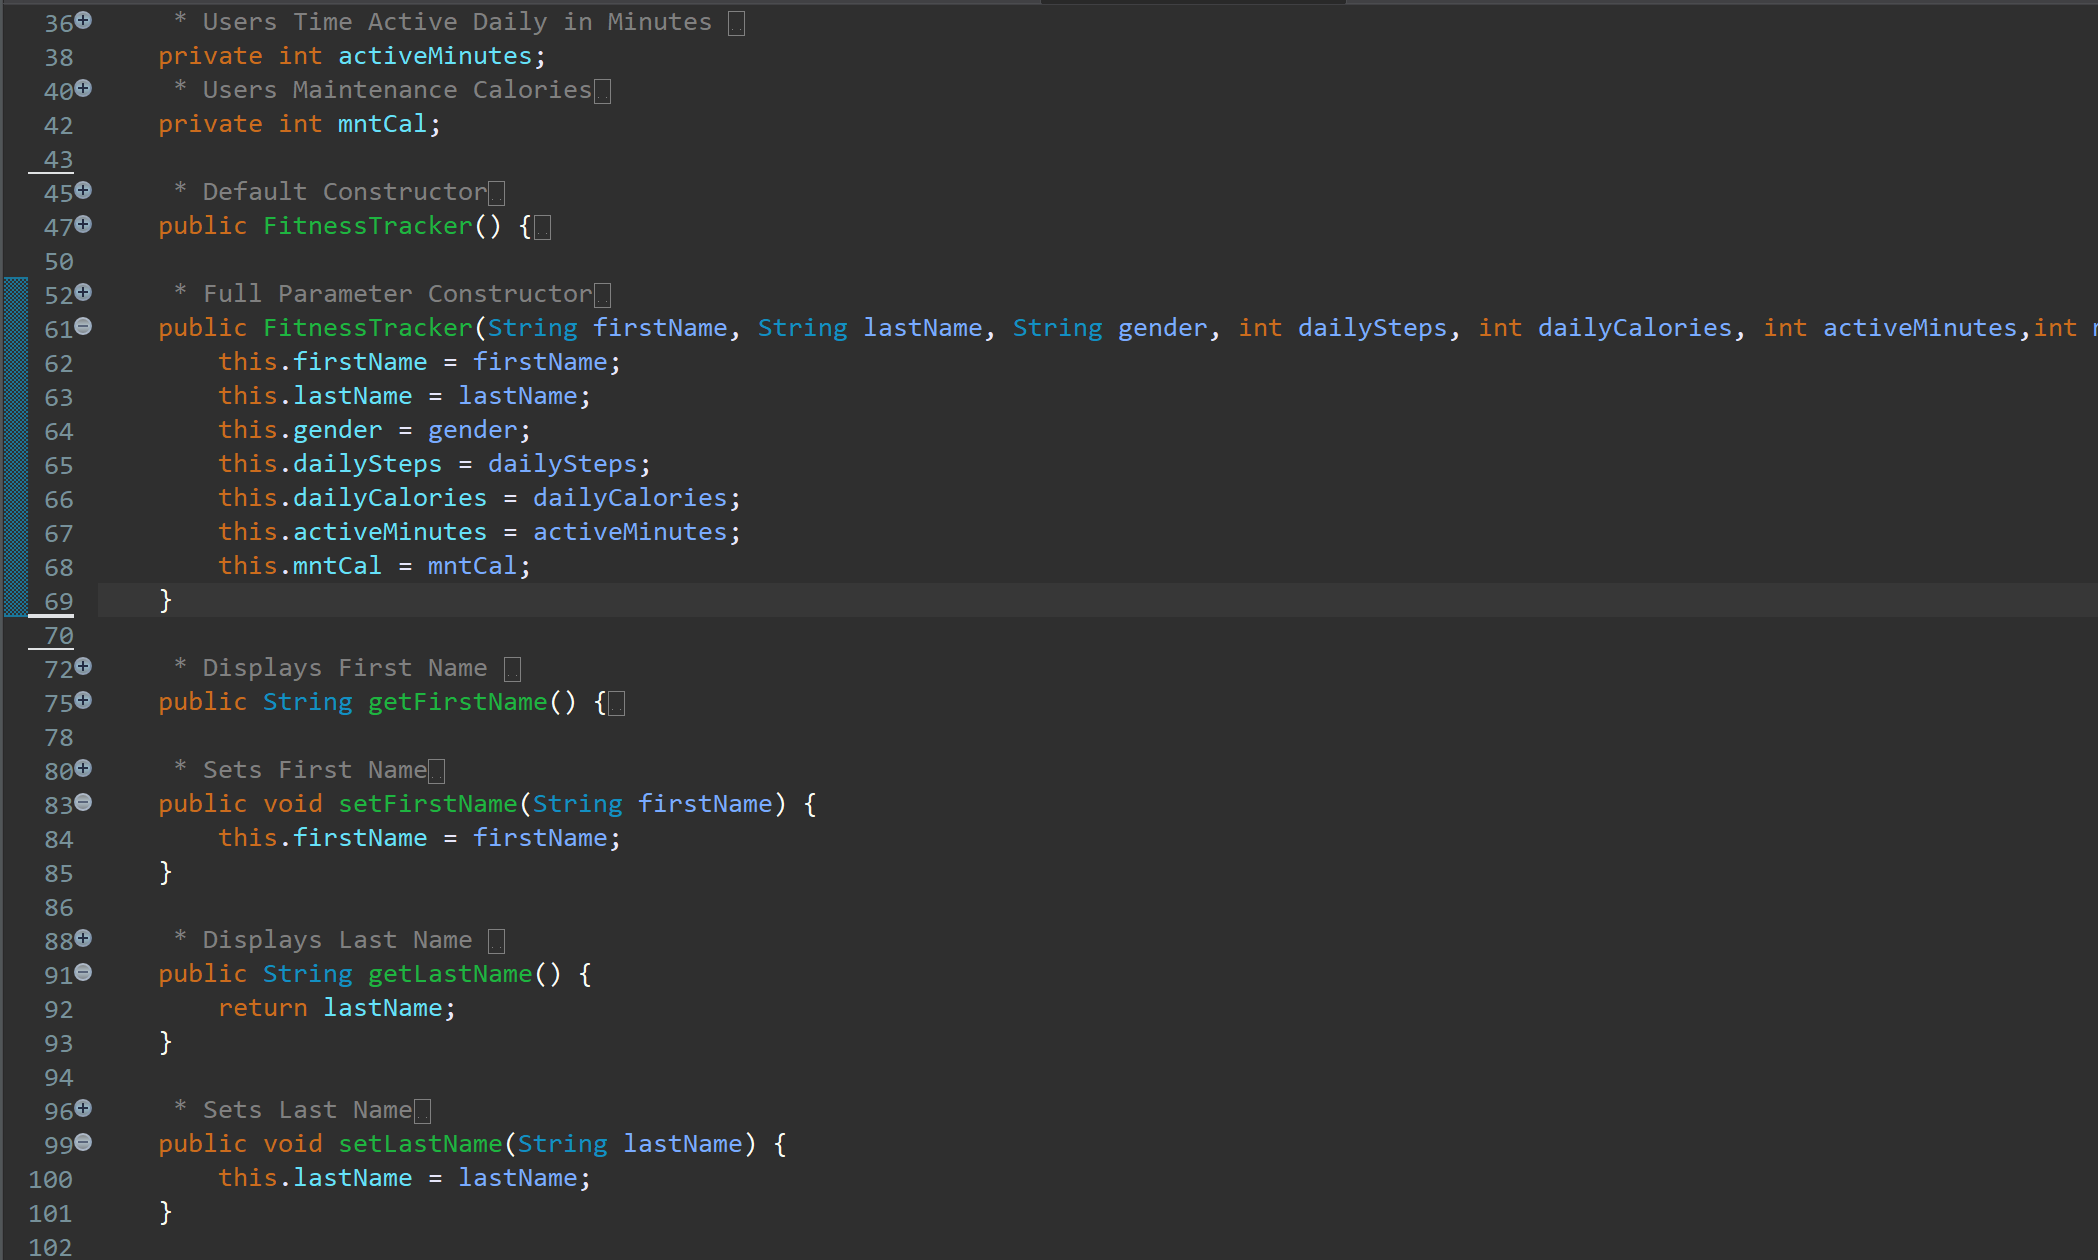 36 * Users Time Active Daily in Minutes
38 private int activeMinutes;
40 * Users Maintenance Calories
42 private int mntCal;
43
45 * Default Constructor
47 public FitnessTracker() {
50
52 * Full Parameter Constructor
61 public FitnessTracker(String firstName, String lastName, String gender, int dailySteps, int dailyCalories, int activeMinutes,int
62 this.firstName = firstName;
63 this.lastName = lastName;
64 this.gender = gender;
65 this.dailySteps = dailySteps;
66 this.dailyCalories = dailyCalories;
67 this.activeMinutes = activeMinutes;
68 this.mntCal = mntCal;
69 }
70
72 * Displays First Name
75 public String getFirstName() {
78
80 * Sets First Name
83 public void setFirstName(String firstName) {
84 this.firstName = firstName;
85 }
86
88 * Displays Last Name
91 public String getLastName() {
92 return lastName;
93 }
94
96 * Sets Last Name
99 public void setLastName(String lastName) {
100 this.lastName = lastName;
101 }
102